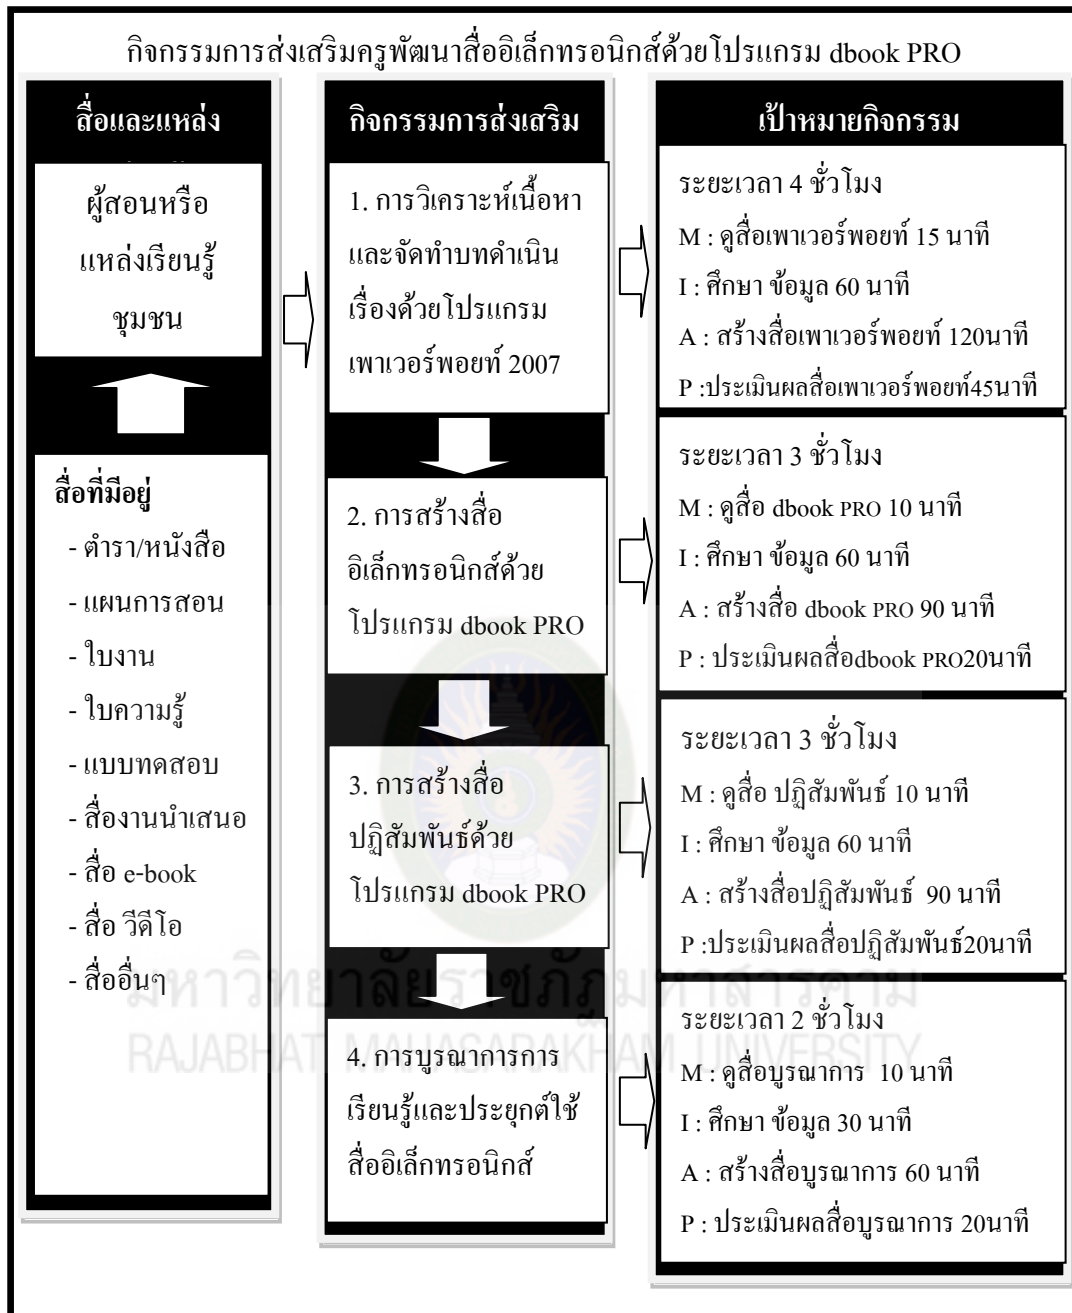 กิจกรรมการส่งเสริมครูพัฒนาสื่ออิเล็กทรอนิกส์ด้วยโปรแกรม dbook PRO
สื่อและแหล่ง
ผู้สอนหรือ
แหล่งเรียนรู้
ชุมชน
สื่อที่มีอยู่
- ตำรา/หนังสือ
- แผนการสอน
- ใบงาน
- ใบความรู้
- แบบทดสอบ
- สื่องานนำเสนอ
- สื่อ e-book
- สื่อ วีดีโอ
- สื่ออื่นๆ
กิจกรรมการส่งเสริม
1. การวิเคราะห์เนื้อหา
และจัดทำบทดำเนิน
เรื่องด้วยโปรแกรม
เพาเวอร์พอยท์ 2007
2. การสร้างสื่อ
อิเล็กทรอนิกส์ด้วย
โปรแกรม dbook PRO
3. การสร้างสื่อ
ปฏิสัมพันธ์ด้วย
โปรแกรม dbook PRO
4. การบูรณาการการ
เรียนรู้และประยุกต์ใช้
สื่ออิเล็กทรอนิกส์
เป้าหมายกิจกรรม
ระยะเวลา 4 ชั่วโมง
M : ดูสื่อเพาเวอร์พอยท์ 15 นาที
I : ศึกษา ข้อมูล 60 นาที
A : สร้างสื่อเพาเวอร์พอยท์ 120นาที
P :ประเมินผลสื่อเพาเวอร์พอยท์45นาที
ระยะเวลา 3 ชั่วโมง
M : ดูสื่อ dbook PRO 10 นาที
I : ศึกษา ข้อมูล 60 นาที
A : สร้างสื่อ dbook PRO 90 นาที
P : ประเมินผลสื่อdbook PRO20นาที
ระยะเวลา 3 ชั่วโมง
M : ดูสื่อ ปฏิสัมพันธ์ 10 นาที
I : ศึกษา ข้อมูล 60 นาที
A : สร้างสื่อปฏิสัมพันธ์ 90 นาที
P :ประเมินผลสื่อปฏิสัมพันธ์20นาที
ระยะเวลา 2 ชั่วโมง
M : ดูสื่อบูรณาการ 10 นาที
I : ศึกษา ข้อมูล 30 นาที
A : สร้างสื่อบูรณาการ 60 นาที
P : ประเมินผลสื่อบูรณาการ 20นาที
มหาวิทยาลัยราชภัฏมหาสารคาม
RAJABHAT MAHASARAKHAM UNIVERSITY